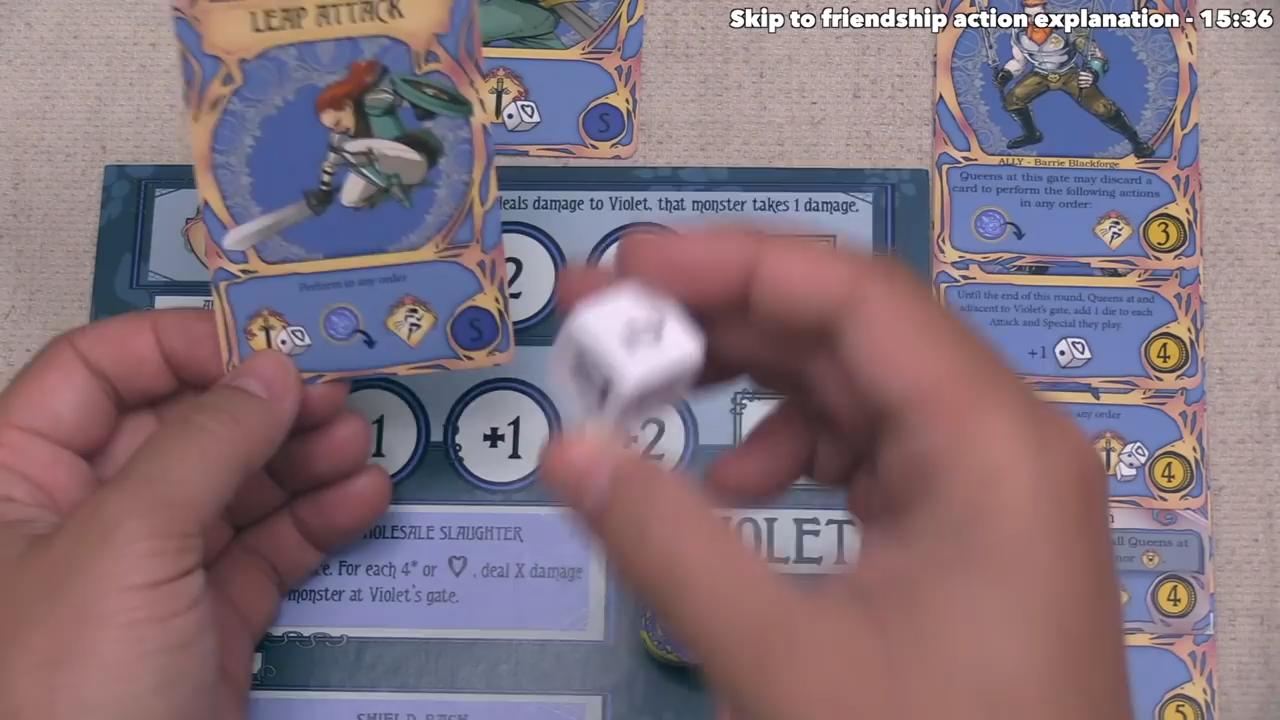 Skip to friendship action explanation - 15:36
LEAP ATTACK
Perform in any order
S
S
deals damage to Violet, that monster takes 1 damage.
2
1
+1
+2
WHOLESALE SLAUGHTER
For each 4* or ♡, deal X damage
monster at Violet's gate.
VIOLET
SHIELD BASH
ALLY - Barrie Blackforge
Queens at this gate may discard a
card to perform the following actions
in any order:
3
Until the end of this round, Queens at and
adjacent to Violet's gate, add 1 die to each
Attack and Special they play.
+1
4
any order
4
all Queens at
4
5